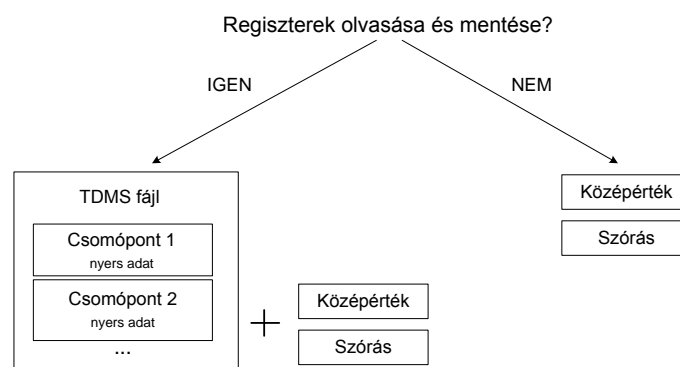 Regiszterek olvasása és mentése?
IGEN
NEM
TDMS fájl
Csomópont 1
nyers adat
Csomópont 2
nyers adat
...
Középérték
Szórás
Középérték
Szórás